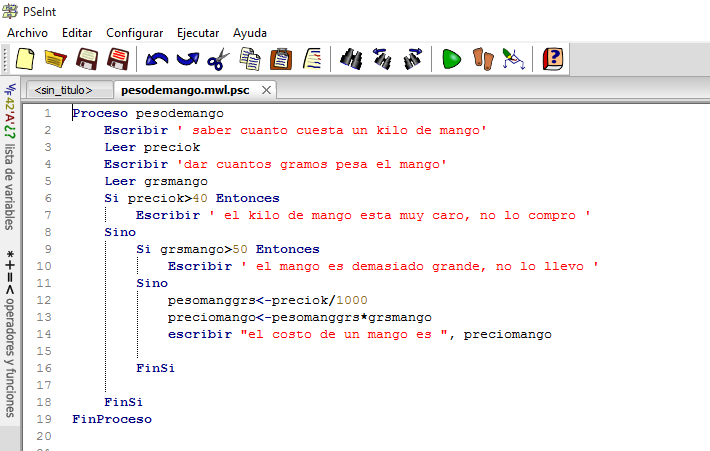 PSeInt
Archivo Editar Configurar Ejecutar Ayuda
<sin_titulo> pesodemango.mwl.psc
lista de variables
*+=< operadores y funciones
1 Proceso pesodemango
2 Escribir ' saber cuanto cuesta un kilo de mango'
3 Leer preciok
4 Escribir 'dar cuantos gramos pesa el mango'
5 Leer grsmango
6 Si preciok>40 Entonces
7 Escribir ' el kilo de mango esta muy caro, no lo compro '
8 Sino
9 Si grsmango>50 Entonces
10 Escribir ' el mango es demasiado grande, no lo llevo '
11 Sino
12 pesomanggrs<-preciok/1000
13 preciomango<-pesomanggrs*grsmango
14 escribir "el costo de un mango es ", preciomango
15
16 FinSi
17
18 FinSi
19 FinProceso
20